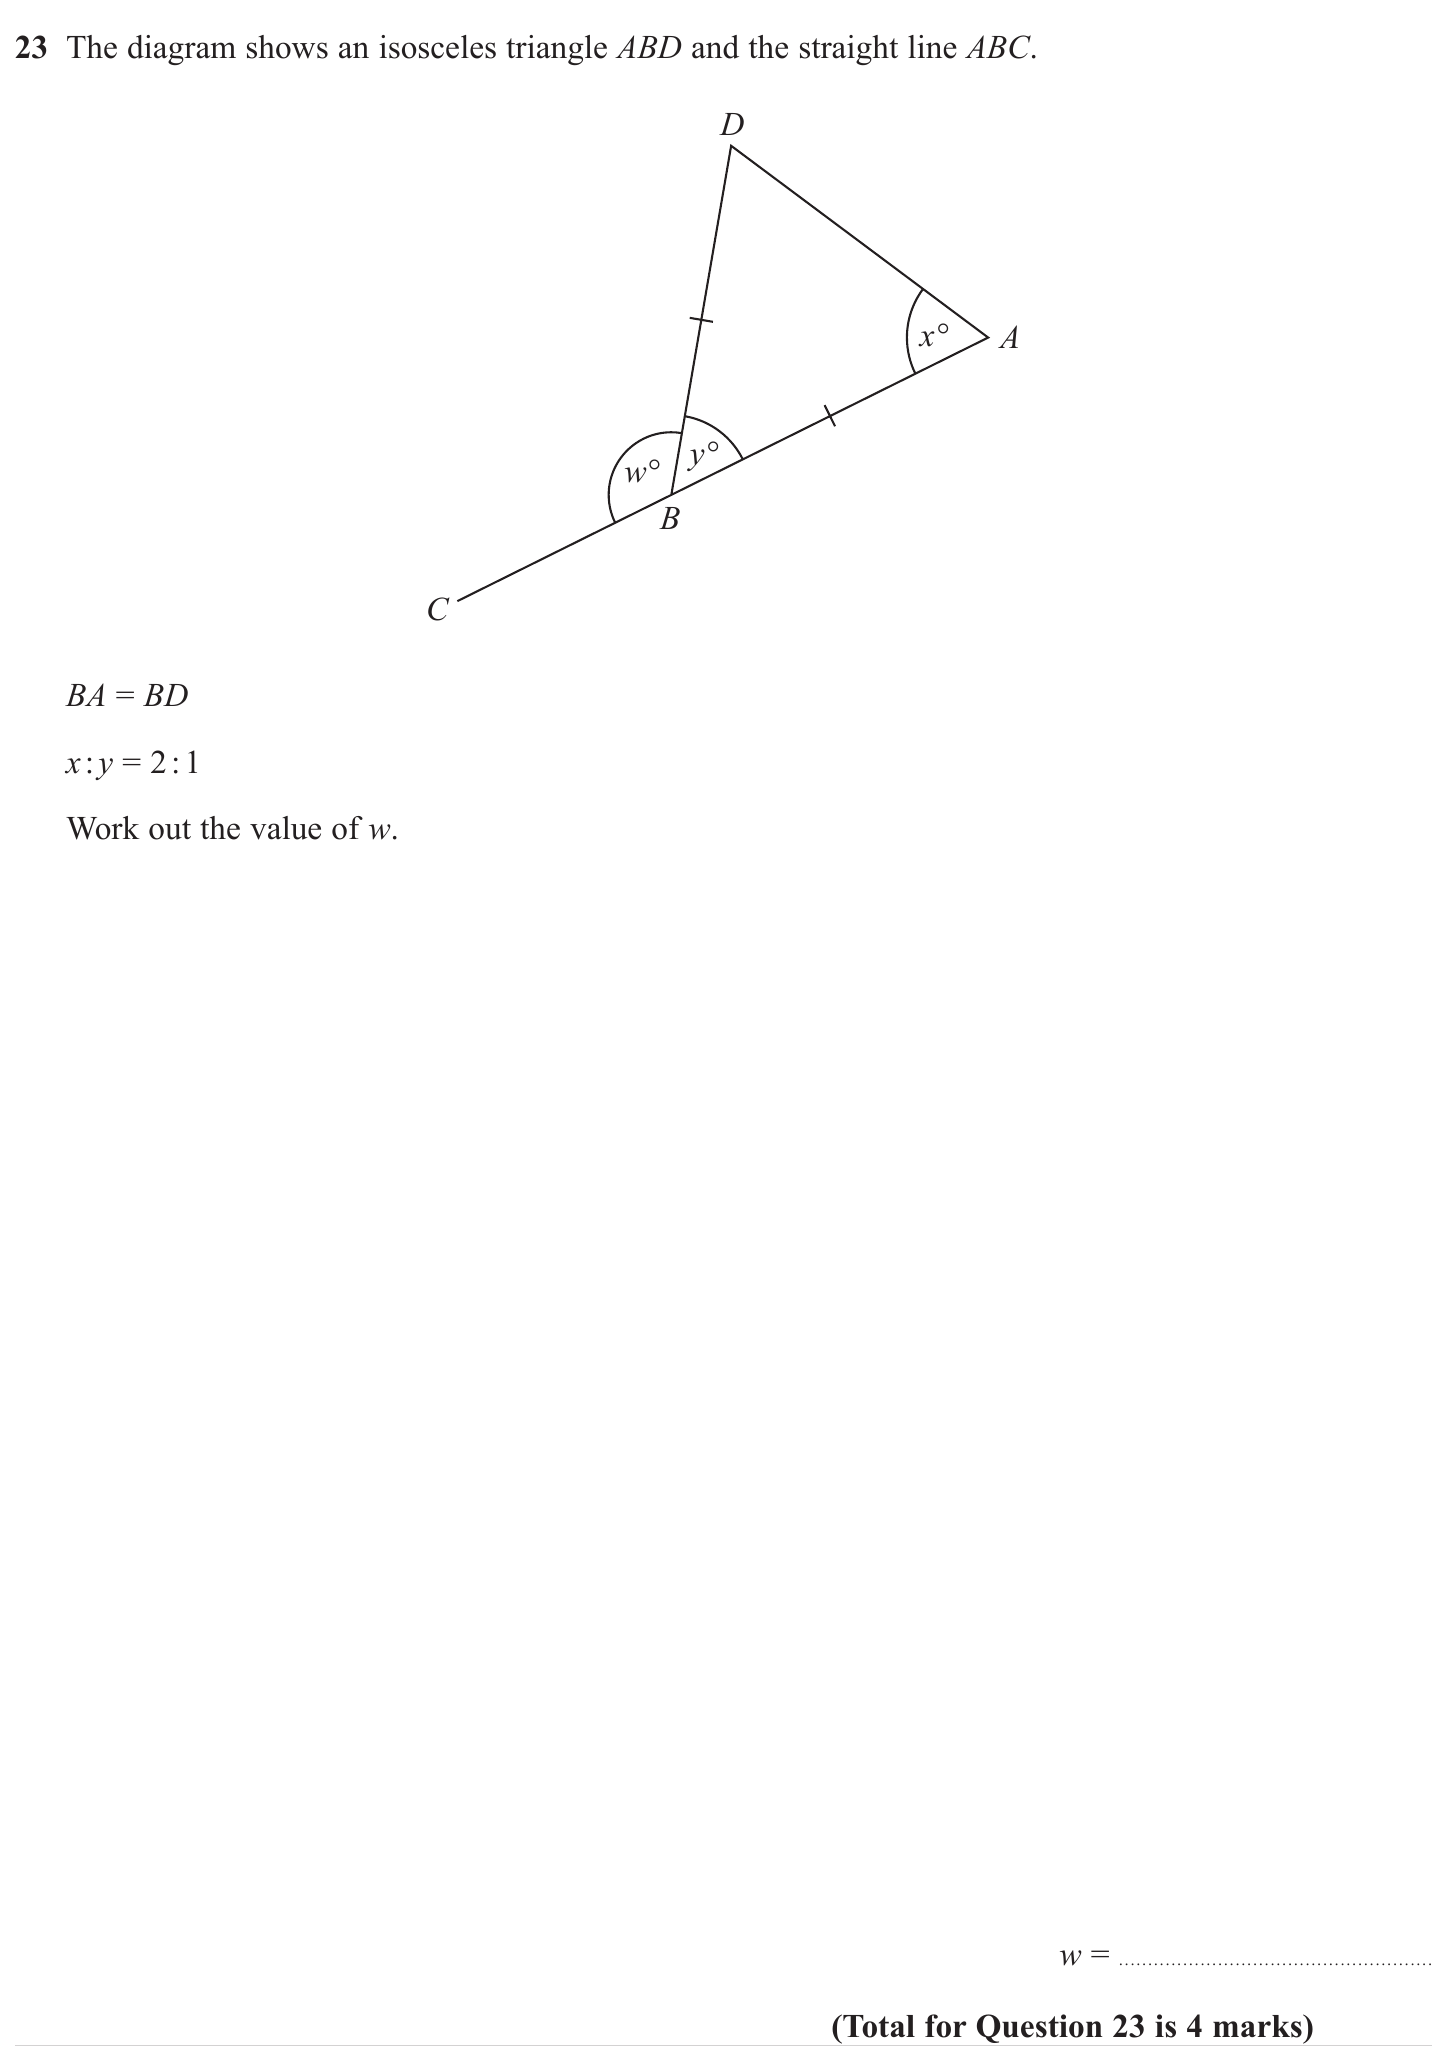 23 The diagram shows an isosceles triangle ABD and the straight line ABC.
D
x° A
y°
w°
B
C
BA = BD
x : y = 2 : 1
Work out the value of w.
w = ......................................................
(Total for Question 23 is 4 marks)